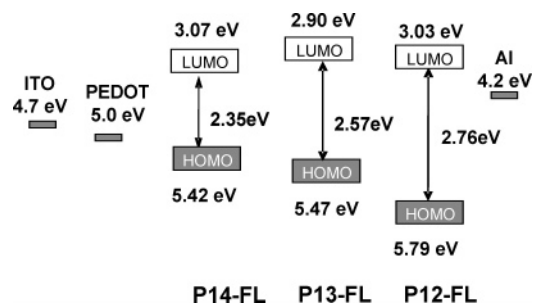 3.07 eV 2.90 eV 3.03 eV
LUMO LUMO LUMO
ITO
4.7 eV
PEDOT
5.0 eV
Al
4.2 eV
2.35eV 2.57eV 2.76eV
HOMO HOMO HOMO
5.42 eV 5.47 eV 5.79 eV
P14-FL P13-FL P12-FL